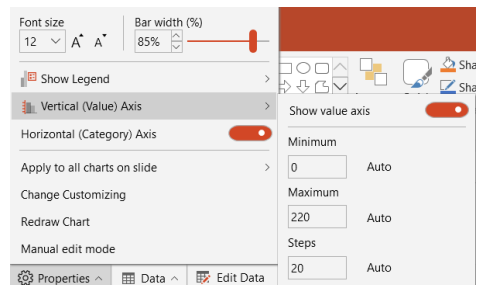 Font size
Bar width (%)
12
A
A
85%
Show Legend
Vertical (Value) Axis
Horizontal (Category) Axis
Apply to all charts on slide
Change Customizing
Redraw Chart
Manual edit mode
Properties
Data
Edit Data
Sha
Sha
Show value axis
Minimum
0
Auto
Maximum
220
Auto
Steps
20
Auto